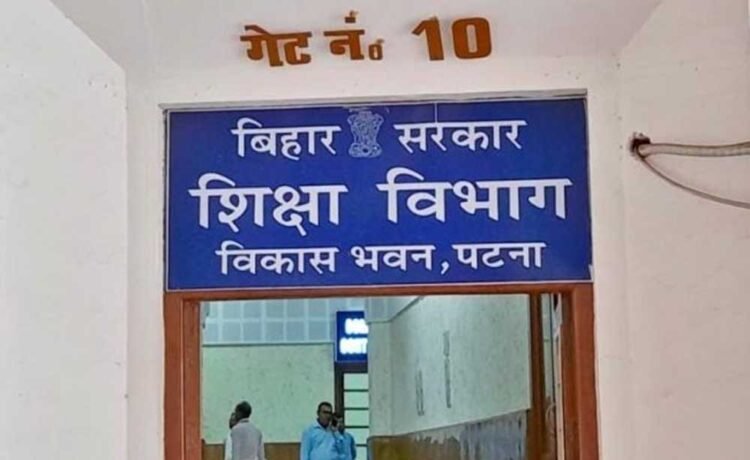 गेट नं० 10
बिहार सरकार
शिक्षा विभाग
विकास भवन, पटना